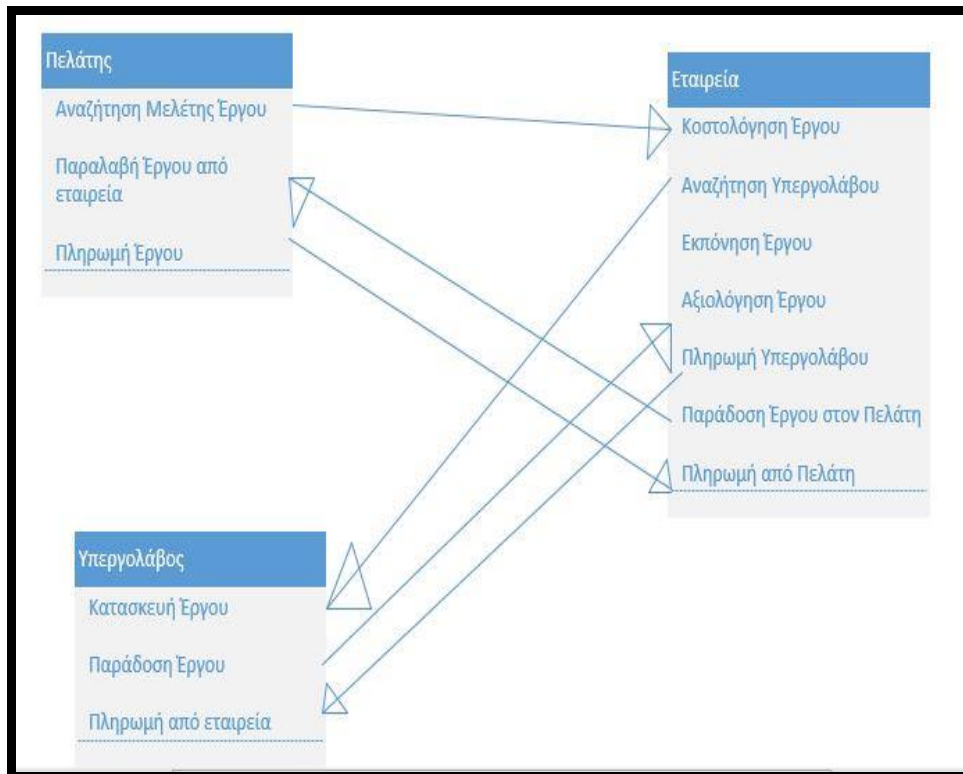 Πελάτης
Αναζήτηση Μελέτης Έργου
Παραλαβή Έργου από
εταιρεία
Πληρωμή Έργου
Εταιρεία
Κοστολόγηση Έργου
Αναζήτηση Υπεργολάβου
Εκπόνηση Έργου
Αξιολόγηση Έργου
Πληρωμή Υπεργολάβου
Παράδοση Έργου στον Πελάτη
Πληρωμή από Πελάτη
Υπεργολάβος
Κατασκευή Έργου
Παράδοση Έργου
Πληρωμή από εταιρεία